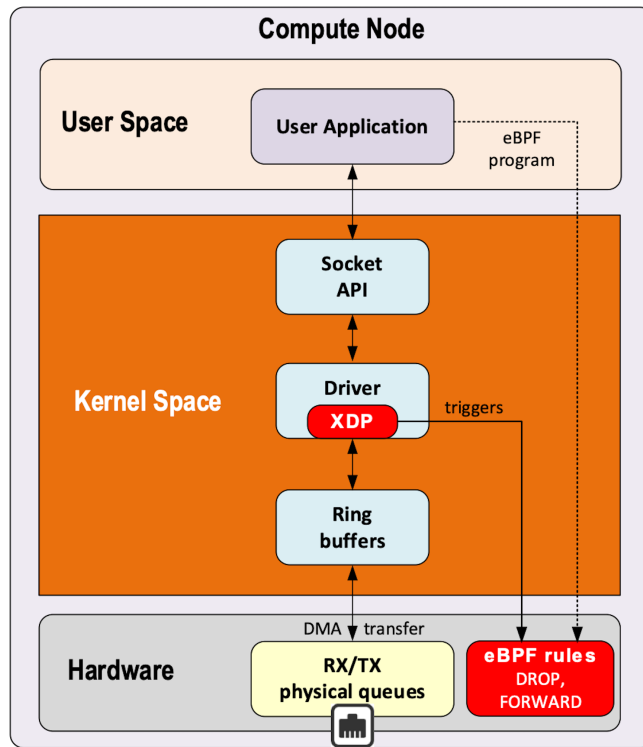 Compute Node
User Space
User Application
eBPF
program
Socket
API
Kernel Space
Driver
XDP
triggers
Ring
buffers
DMA transfer
Hardware
RX/TX
physical queues
eBPF rules
DROP,
FORWARD